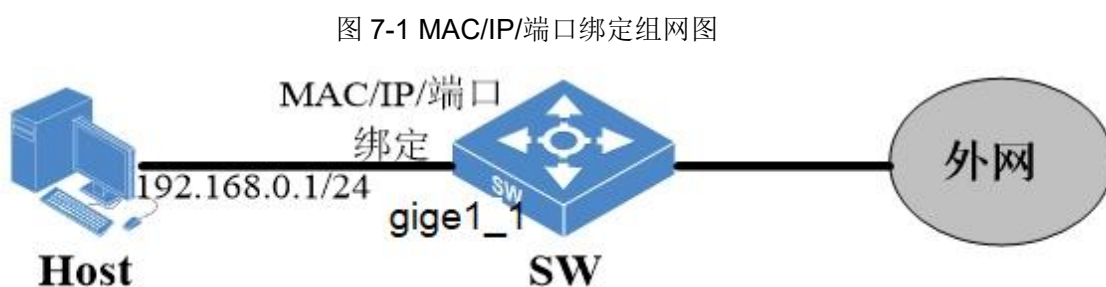 图 7-1 MAC/IP/端口绑定组网图
MAC/IP/端口
绑定
192.168.0.1/24
SW
gige1_1
外网
Host
SW